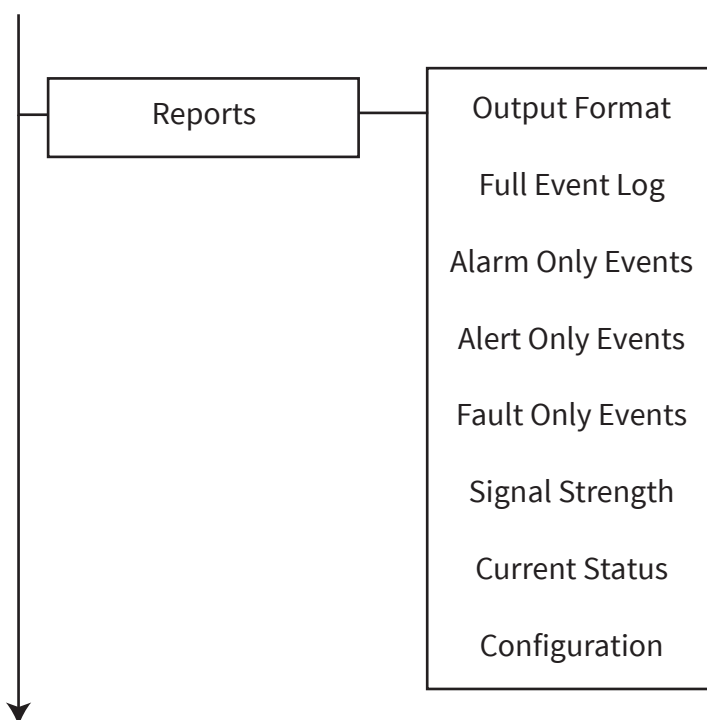 Reports
Output Format
Full Event Log
Alarm Only Events
Alert Only Events
Fault Only Events
Signal Strength
Current Status
Configuration